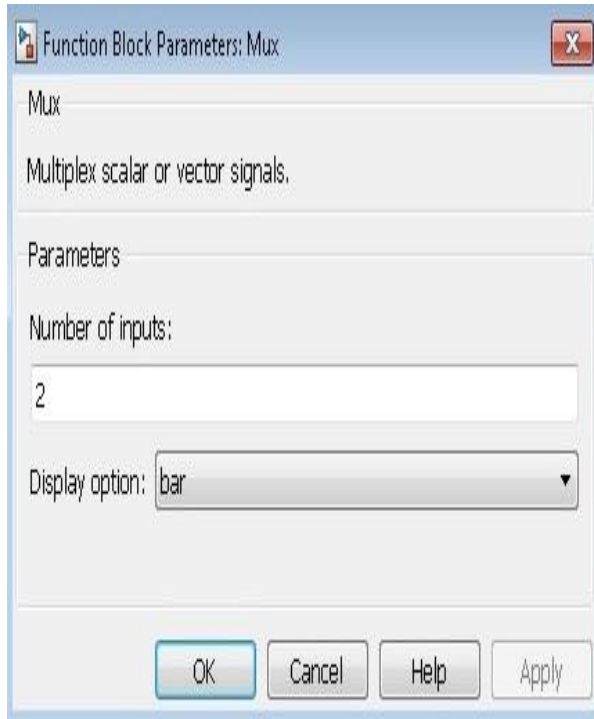 Function Block Parameters: Mux
Mux
Multiplex scalar or vector signals.
Parameters
Number of inputs:
2
Display option: bar
OK Cancel Help Apply